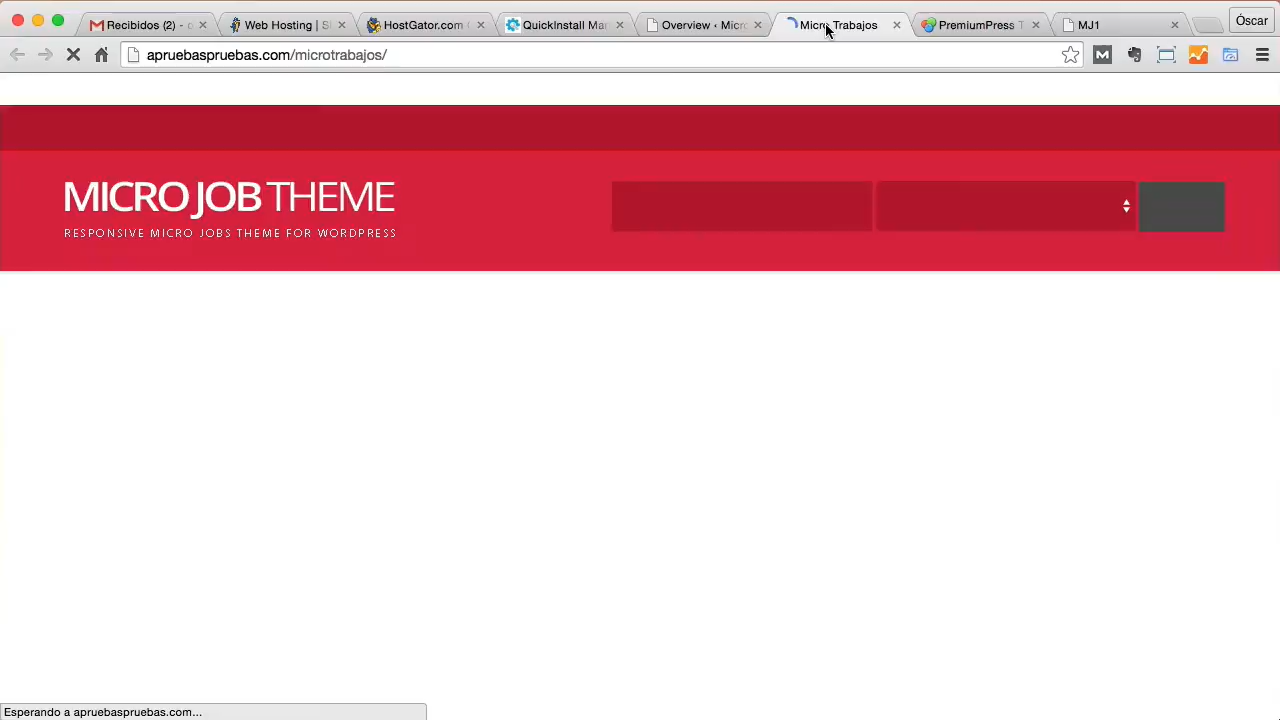 Recibidos (2) - o
Web Hosting | S
HostGator.com
QuickInstall Ma
Overview ‹ Micr
Micro Trabajos
PremiumPress T
MJ1
Óscar
apruebaspruebas.com/microtrabajos/
MICRO JOB THEME
RESPONSIVE MICRO JOBS THEME FOR WORDPRESS
Esperando a apruebaspruebas.com...